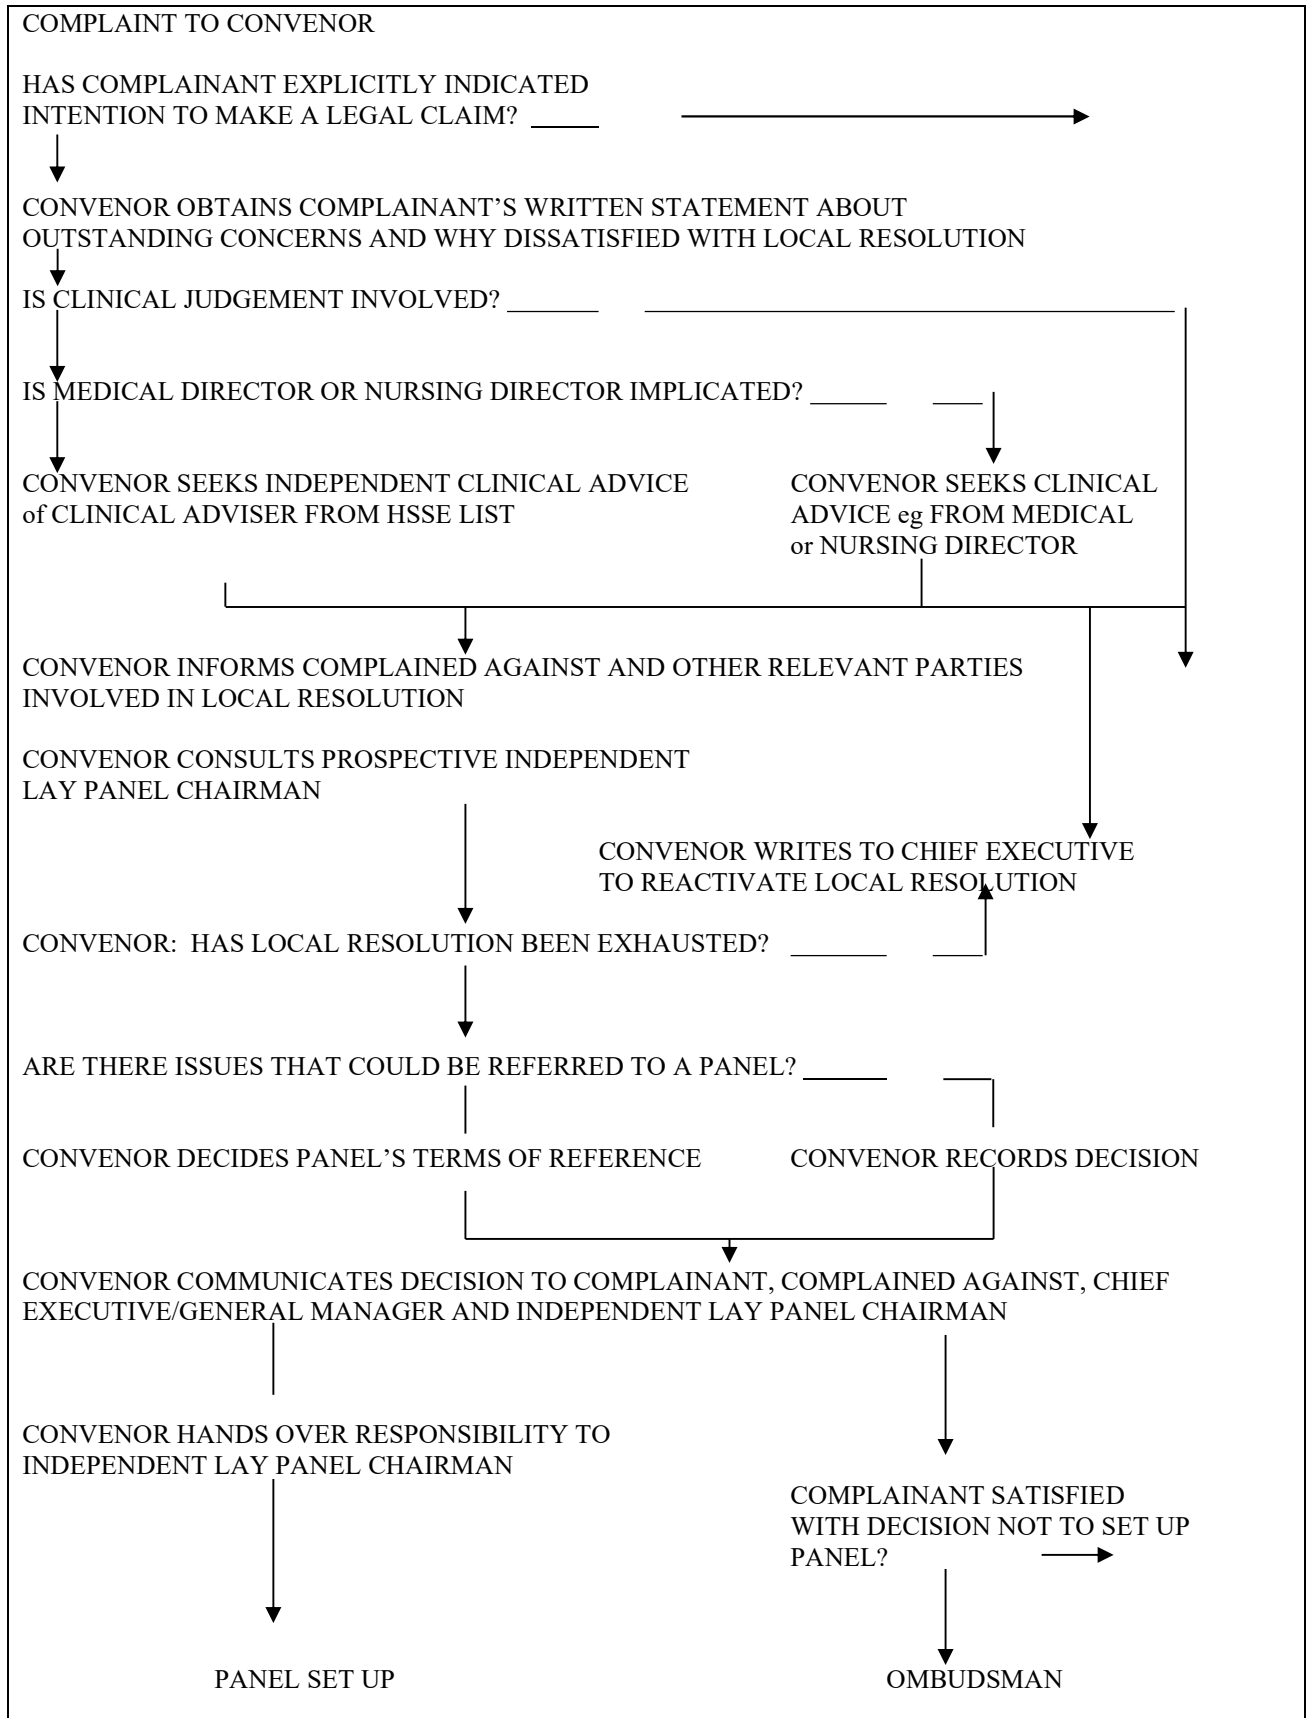 COMPLAINT TO CONVENOR
HAS COMPLAINANT EXPLICITLY INDICATED
INTENTION TO MAKE A LEGAL CLAIM?
CONVENOR OBTAINS COMPLAINANT’S WRITTEN STATEMENT ABOUT
OUTSTANDING CONCERNS AND WHY DISSATISFIED WITH LOCAL RESOLUTION
IS CLINICAL JUDGEMENT INVOLVED?
IS MEDICAL DIRECTOR OR NURSING DIRECTOR IMPLICATED?
CONVENOR SEEKS INDEPENDENT CLINICAL ADVICE
of CLINICAL ADVISER FROM HSSE LIST
CONVENOR SEEKS CLINICAL
ADVICE eg FROM MEDICAL
or NURSING DIRECTOR
CONVENOR INFORMS COMPLAINED AGAINST AND OTHER RELEVANT PARTIES
INVOLVED IN LOCAL RESOLUTION
CONVENOR CONSULTS PROSPECTIVE INDEPENDENT
LAY PANEL CHAIRMAN
CONVENOR WRITES TO CHIEF EXECUTIVE
TO REACTIVATE LOCAL RESOLUTION
CONVENOR: HAS LOCAL RESOLUTION BEEN EXHAUSTED?
ARE THERE ISSUES THAT COULD BE REFERRED TO A PANEL?
CONVENOR DECIDES PANEL’S TERMS OF REFERENCE
CONVENOR RECORDS DECISION
CONVENOR COMMUNICATES DECISION TO COMPLAINANT, COMPLAINED AGAINST, CHIEF
EXECUTIVE/GENERAL MANAGER AND INDEPENDENT LAY PANEL CHAIRMAN
CONVENOR HANDS OVER RESPONSIBILITY TO
INDEPENDENT LAY PANEL CHAIRMAN
COMPLAINANT SATISFIED
WITH DECISION NOT TO SET UP
PANEL?
PANEL SET UP
OMBUDSMAN